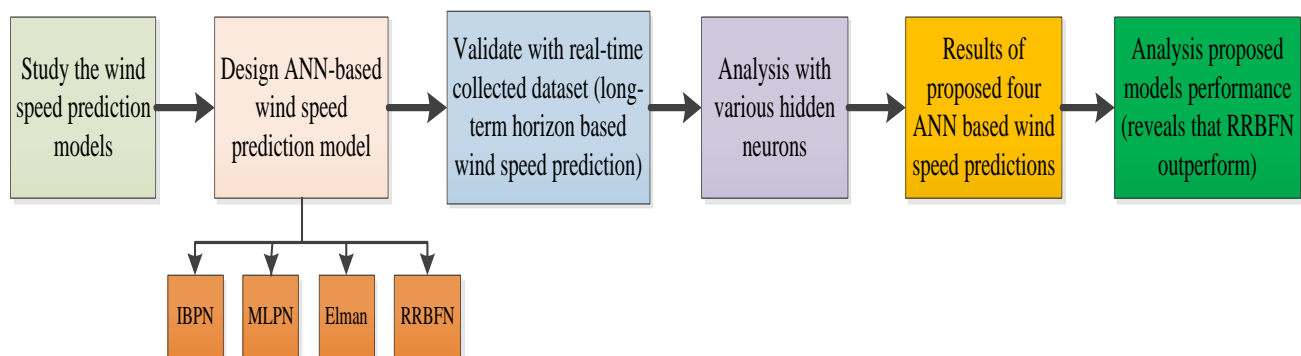 Study the wind
speed prediction
models
Design ANN-based
wind speed
prediction model
Validate with real-time
collected dataset (long-
term horizon based
wind speed prediction)
Analysis with
various hidden
neurons
Results of
proposed four
ANN based wind
speed predictions
Analysis proposed
models performance
(reveals that RRBFN
outperform)
IBPN
MLPN
Elman
RRBFN